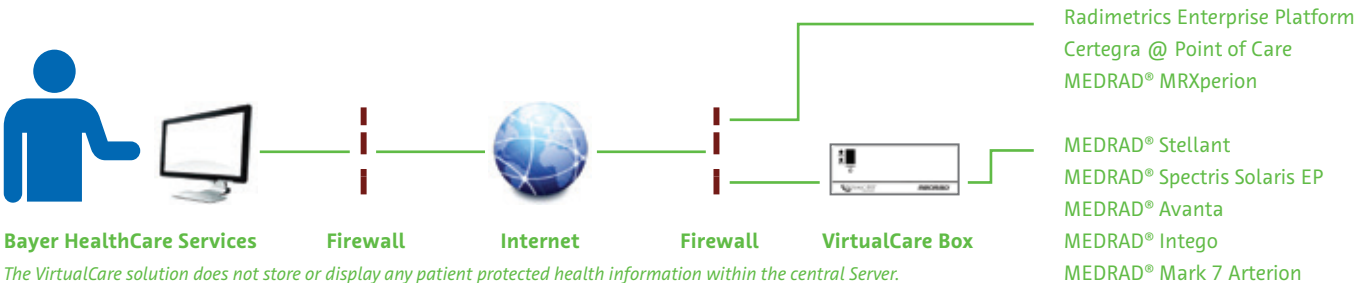 Radimetrics Enterprise Platform
Certegra @ Point of Care
MEDRAD® MRXperion
MEDRAD® Stellant
MEDRAD® Spectris Solaris EP
MEDRAD® Avanta
MEDRAD® Intego
MEDRAD® Mark 7 Arterion
Bayer HealthCare Services
Firewall
Internet
Firewall
VirtualCare Box
The VirtualCare solution does not store or display any patient protected health information within the central Server.